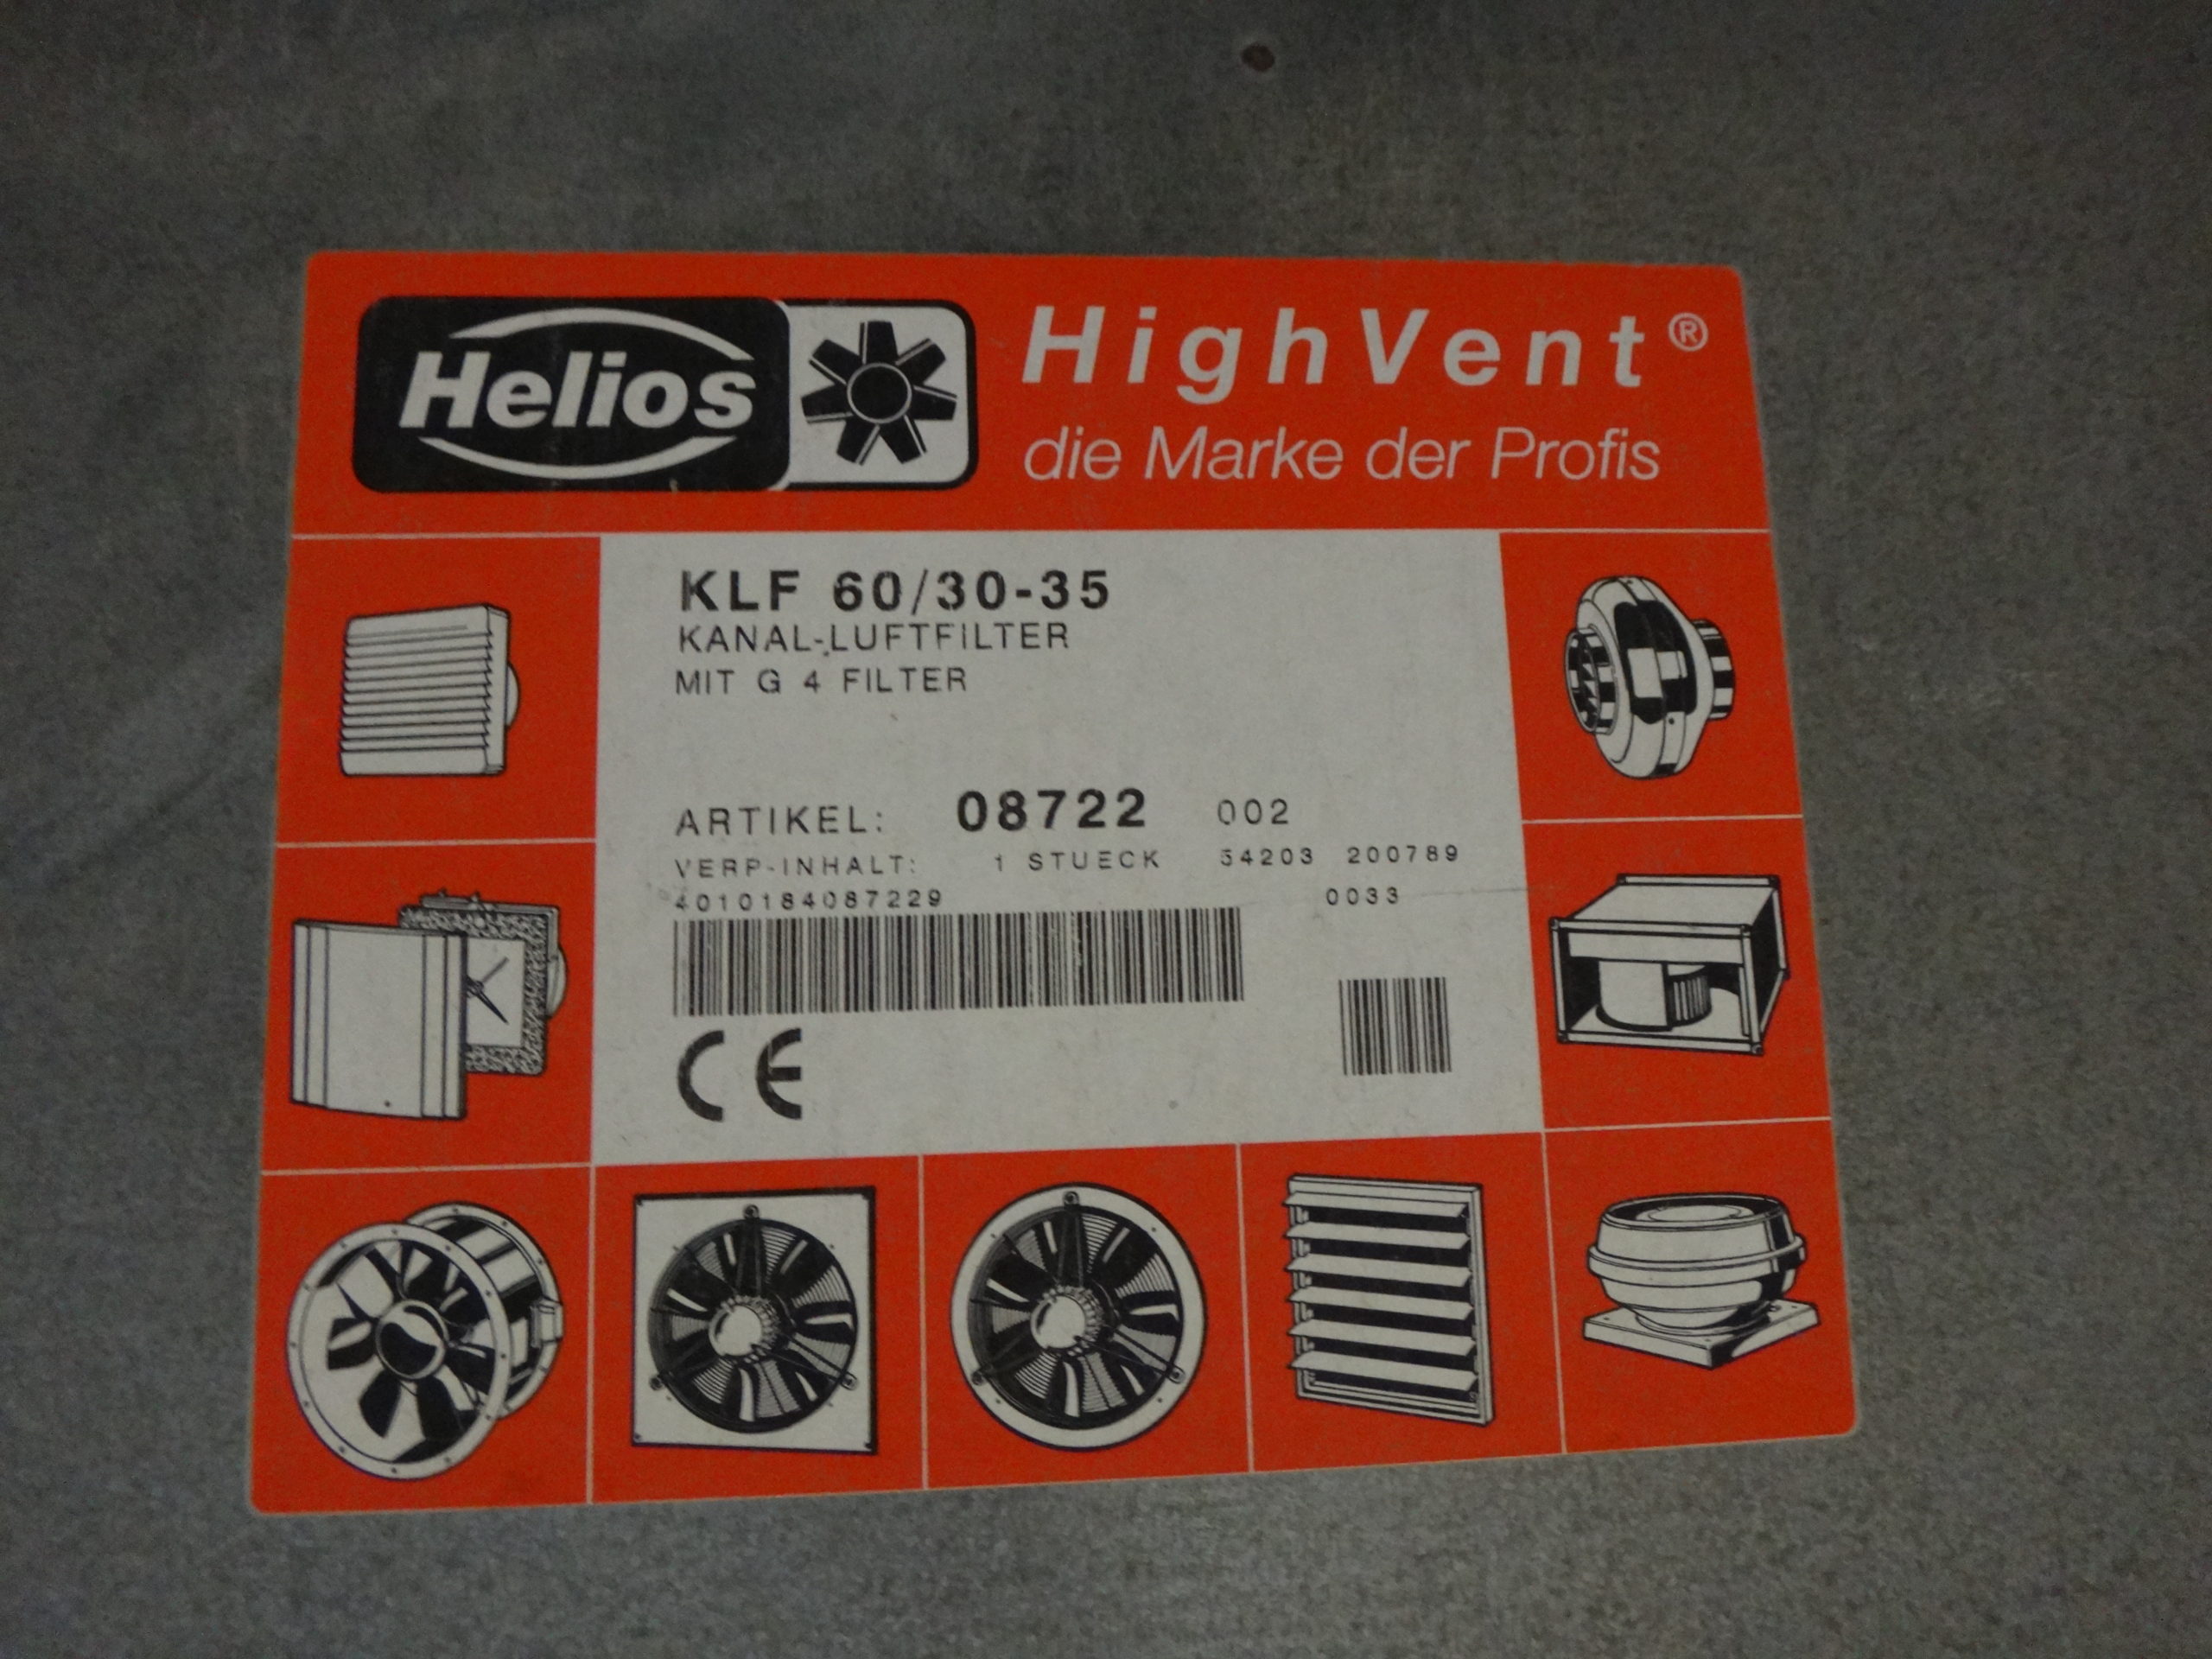 Helios
HighVent®
die Marke der Profis
KLF 60/30-35
KANAL-LUFTFILTER
MIT G 4 FILTER
ARTIKEL: 08722 002
VERP-INHALT: 1 STUECK 54203 200789
4010184087229 0033
CE